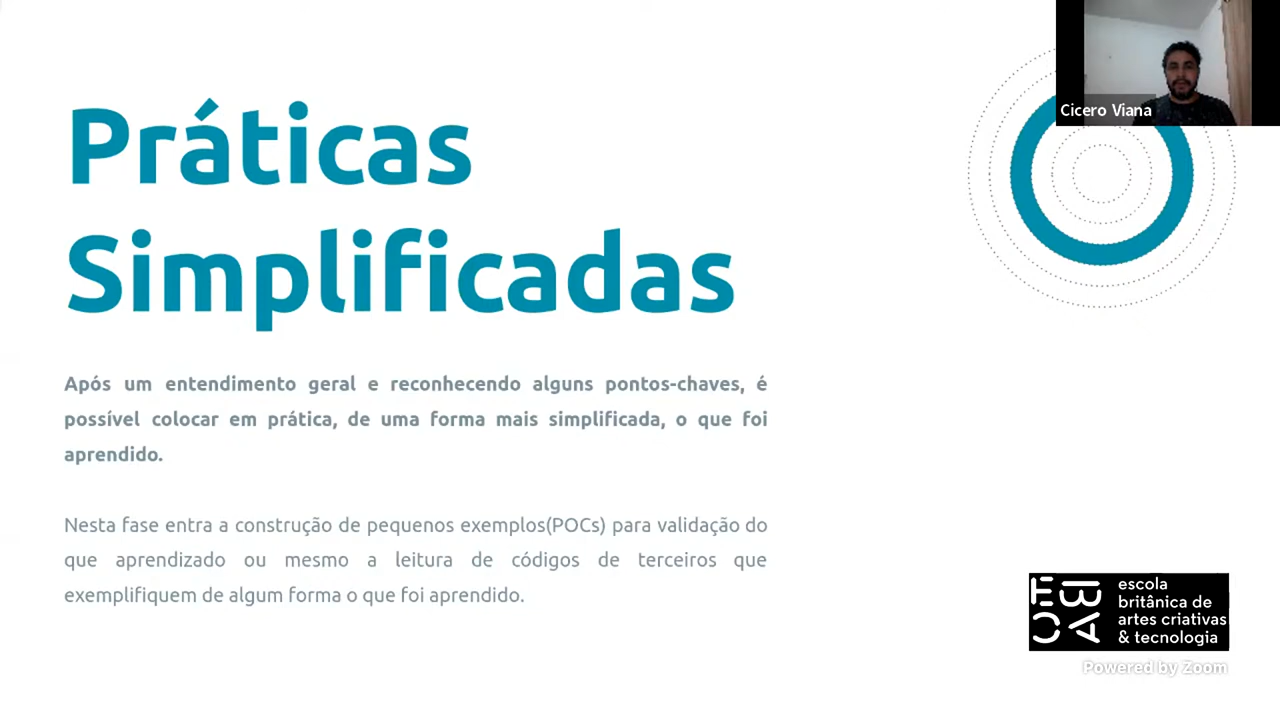 Práticas
Simplificadas
Cicero Viana
Após um entendimento geral e reconhecendo alguns pontos-chaves, é
possível colocar em prática, de uma forma mais simplificada, o que foi
aprendido.
Nesta fase entra a construção de pequenos exemplos(POCs) para validação do
que aprendizado ou mesmo a leitura de códigos de terceiros que
exemplifiquem de algum forma o que foi aprendido.
EBAC
escola
britânica de
artes criativas
& tecnologia
Powered by Zoom